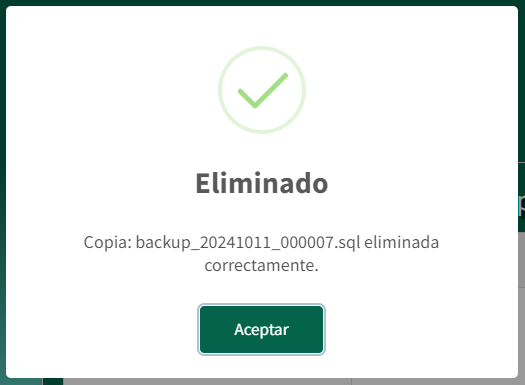 Eliminado
Copia: backup_20241011_000007.sql eliminada
correctamente.
Aceptar